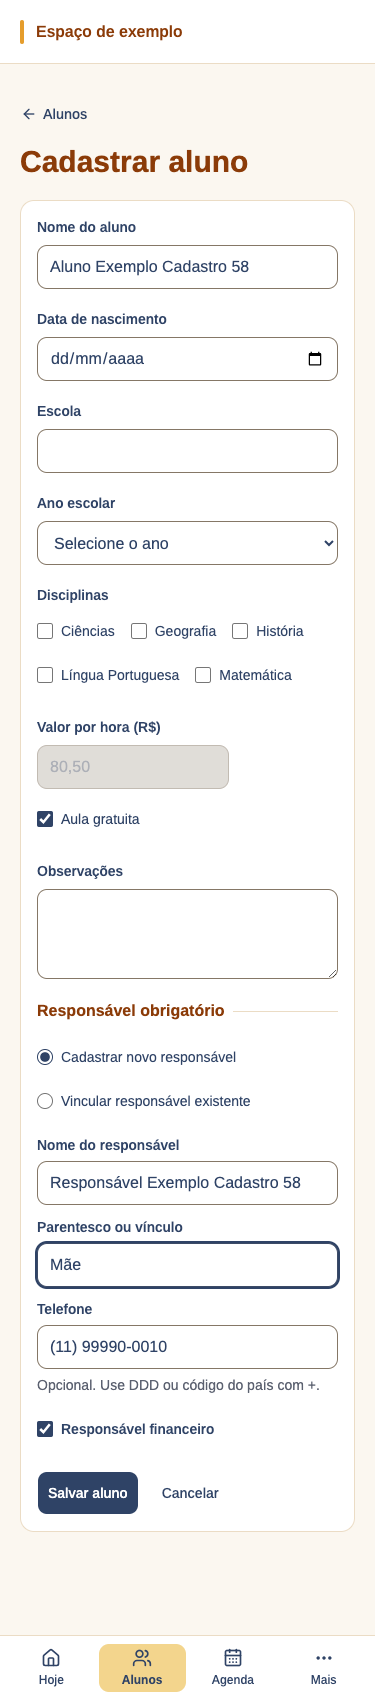 Espaço de exemplo
Alunos
Cadastrar aluno
Nome do aluno
Aluno Exemplo Cadastro 58
Data de nascimento
dd/mm/aaaa
Escola
Ano escolar
Selecione o ano
Disciplinas
Ciências Geografia História
Língua Portuguesa Matemática
Valor por hora (R$)
80,50
Aula gratuita
Observações
Responsável obrigatório
Cadastrar novo responsável
Vincular responsável existente
Nome do responsável
Responsável Exemplo Cadastro 58
Parentesco ou vínculo
Mãe
Telefone
(11) 99990-0010
Opcional. Use DDD ou código do país com +.
Responsável financeiro
Salvar aluno Cancelar
Hoje Alunos Agenda Mais